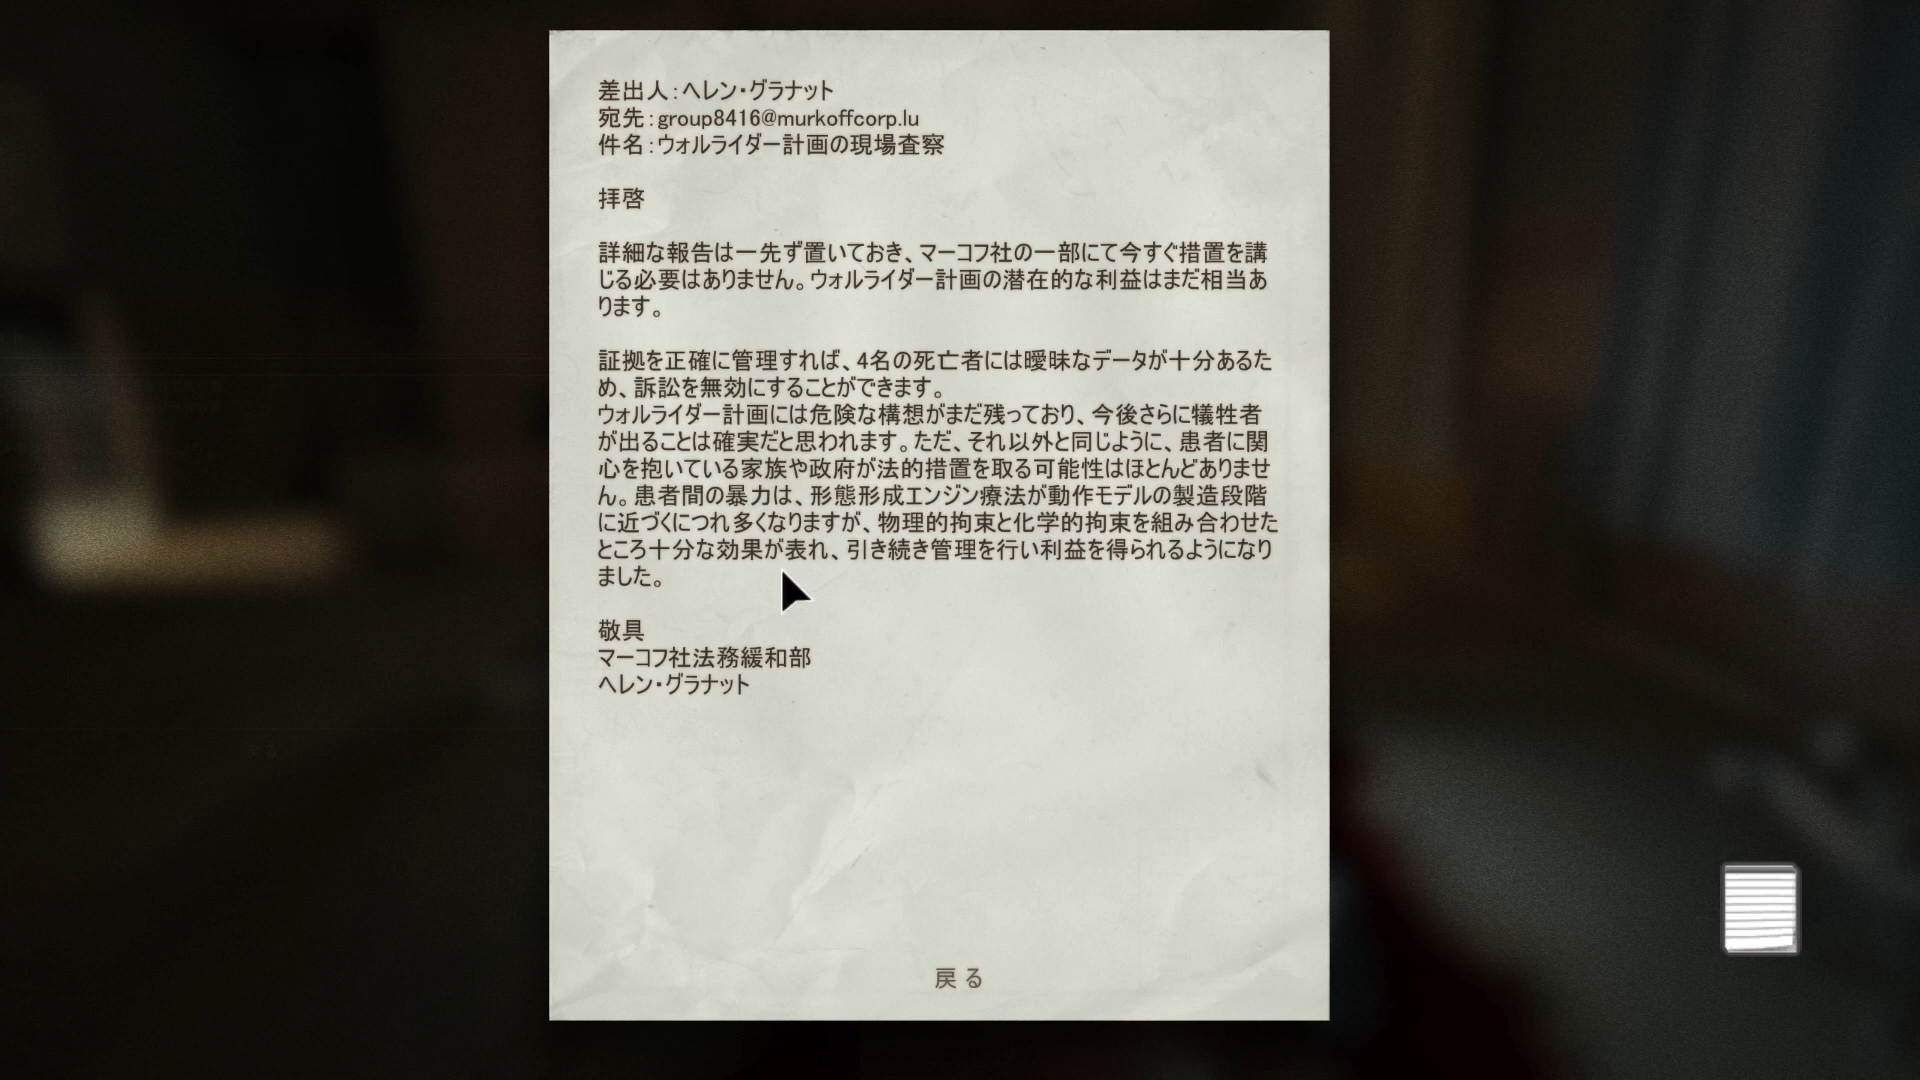 差出人:ヘレン・グラナット
宛先:group8416@murkoffcorp.lu
件名:ウォルライダー計画の現場査察
拝啓
詳細な報告は一先ず置いておき、マーコフ社の一部にて今すぐ措置を講
じる必要はありません。ウォルライダー計画の潜在的な利益はまだ相当あ
ります。
証拠を正確に管理すれば、4名の死亡者には曖昧なデータが十分あるた
め、訴訟を無効にすることができます。
ウォルライダー計画には危険な構想がまだ残っており、今後さらに犠牲者
が出ることは確実だと思われます。ただ、それ以外と同じように、患者に関
心を抱いている家族や政府が法的措置を取る可能性はほとんどありませ
ん。患者間の暴力は、形態形成エンジン療法が動作モデルの製造段階
に近づくにつれ多くなりますが、物理的拘束と化学的拘束を組み合わせた
ところ十分な効果が表れ、引き続き管理を行い利益を得られるようになり
ました。
敬具
マーコフ社法務緩和部
ヘレン・グラナット
戻る